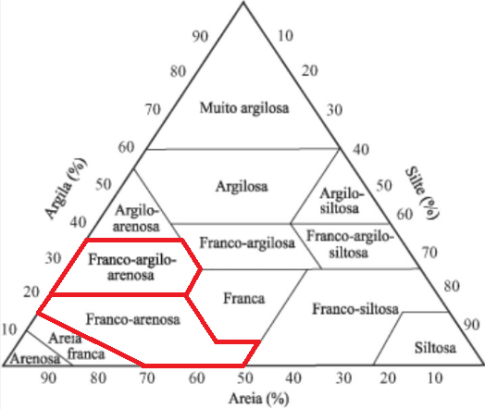 90
10
80
20
70
Muito argilosa
30
60
40
Argila (%)
Silte (%)
50
Argilosa
Argilo-
siltosa
50
Argilo-
arenosa
60
40
Franco-argilosa
Franco-argilo-
siltosa
70
30
Franco-argilo-
arenosa
80
20
Franca
Franco-siltosa
Franco-arenosa
90
10
Areia
franca
Siltosa
Arenosa
90 80 70 60 50 40 30 20 10
Areia (%)